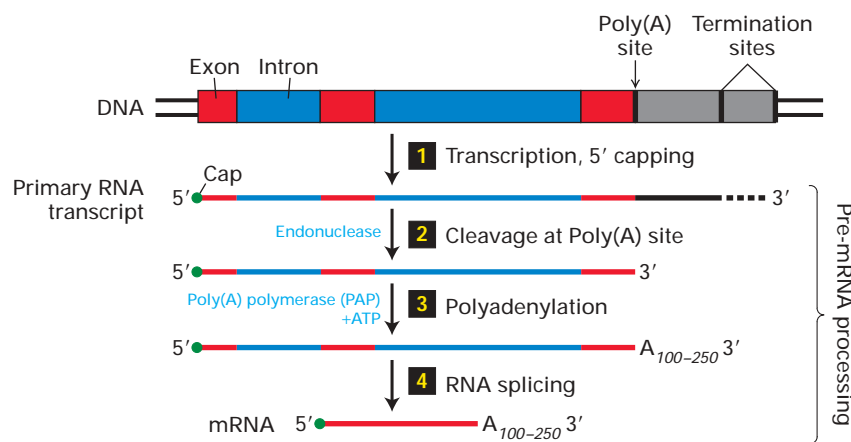 Poly(A)
site
Termination
sites
Exon
Intron
DNA
1 Transcription, 5′ capping
Primary RNA
transcript
Cap
5′
3′
Endonuclease
2 Cleavage at Poly(A) site
5′
3′
Poly(A) polymerase (PAP)
+ATP
3 Polyadenylation
5′
A100–250 3′
4 RNA splicing
mRNA
5′
A100–250 3′
Pre-mRNA processing